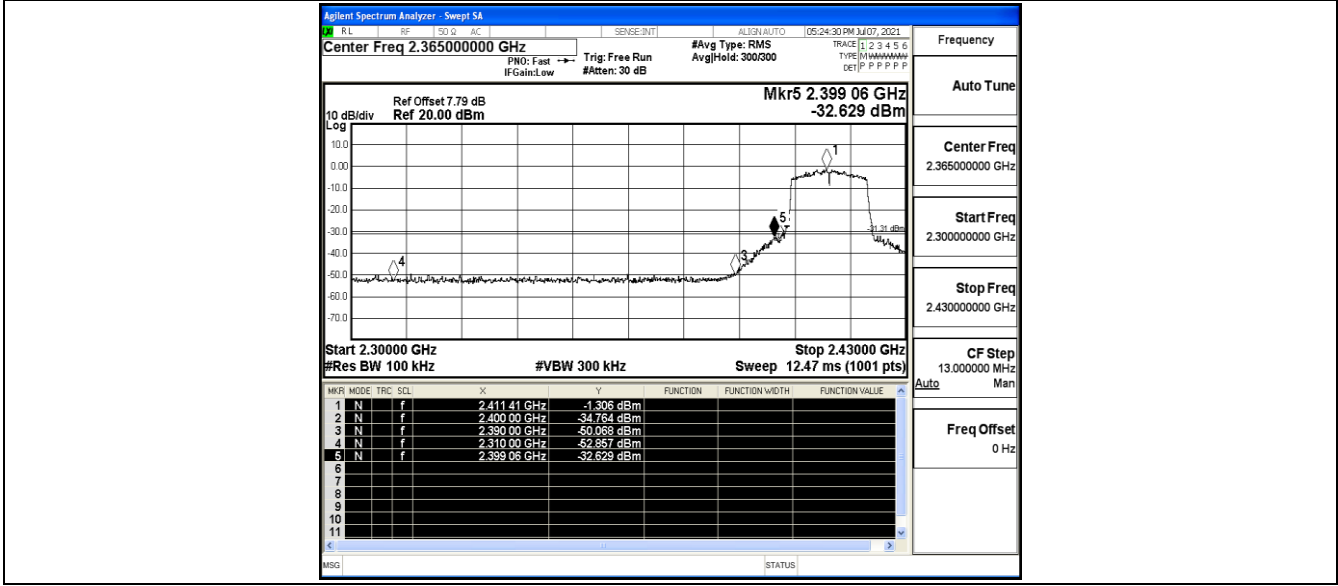 Agilent Spectrum Analyzer - Swept SA
RL RF 50 Ω AC SENSE:INT ALIGN AUTO 05:24:30 PM Jul 07, 2021
Center Freq 2.365000000 GHz
PNO: Fast
IFGain:Low
Trig: Free Run
#Atten: 30 dB
#Avg Type: RMS
Avg|Hold: 300/300
TRACE 1 2 3 4 5 6
TYPE M W W W W W
DET P P P P P P
Mkr5 2.399 06 GHz
-32.629 dBm
Ref Offset 7.79 dB
10 dB/div Ref 20.00 dBm
Log
10.0
0.00
-10.0
-20.0
-30.0
-40.0
-50.0
-60.0
-70.0
1
5
-31.31 dBm
3
4
Start 2.30000 GHz Stop 2.43000 GHz
#Res BW 100 kHz #VBW 300 kHz Sweep 12.47 ms (1001 pts)
MKR MODE TRC SCL X Y FUNCTION FUNCTION WIDTH FUNCTION VALUE
1 N f 2.411 41 GHz -1.306 dBm
2 N f 2.400 00 GHz -34.764 dBm
3 N f 2.390 00 GHz -50.068 dBm
4 N f 2.310 00 GHz -52.857 dBm
5 N f 2.399 06 GHz -32.629 dBm
6
7
8
9
10
11
MSG STATUS
Frequency
Auto Tune
Center Freq
2.365000000 GHz
Start Freq
2.300000000 GHz
Stop Freq
2.430000000 GHz
CF Step
13.000000 MHz
Auto Man
Freq Offset
0 Hz